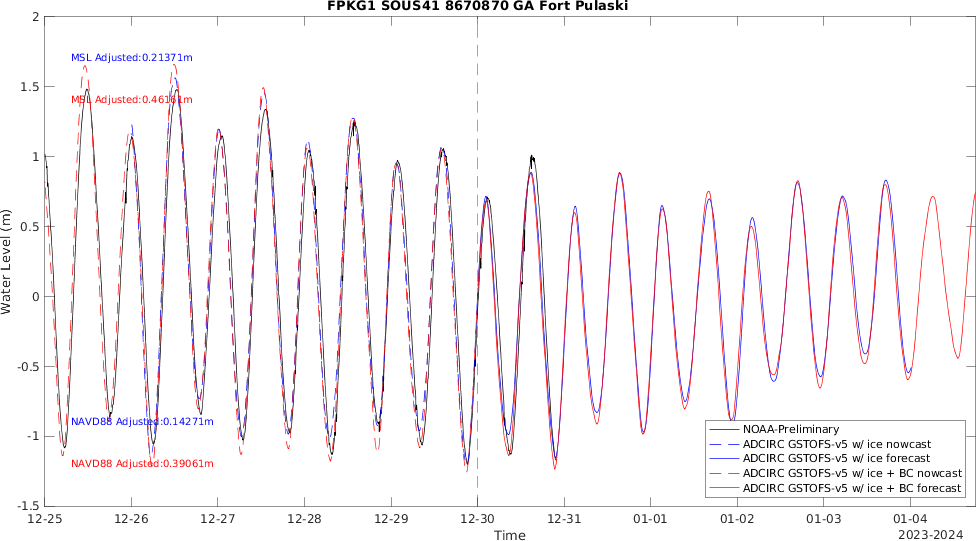 FPKG1 SOUS41 8670870 GA Fort Pulaski
2
1.5
1
0.5
0
-0.5
-1
-1.5
Water Level (m)
MSL Adjusted:0.21371m
MSL Adjusted:0.46161m
NAVD88 Adjusted:0.14271m
NAVD88 Adjusted:0.39061m
NOAA-Preliminary
ADCIRC GSTOFS-v5 w/ ice nowcast
ADCIRC GSTOFS-v5 w/ ice forecast
ADCIRC GSTOFS-v5 w/ ice + BC nowcast
ADCIRC GSTOFS-v5 w/ ice + BC forecast
12-25 12-26 12-27 12-28 12-29 12-30 12-31 01-01 01-02 01-03 01-04
Time
2023-2024